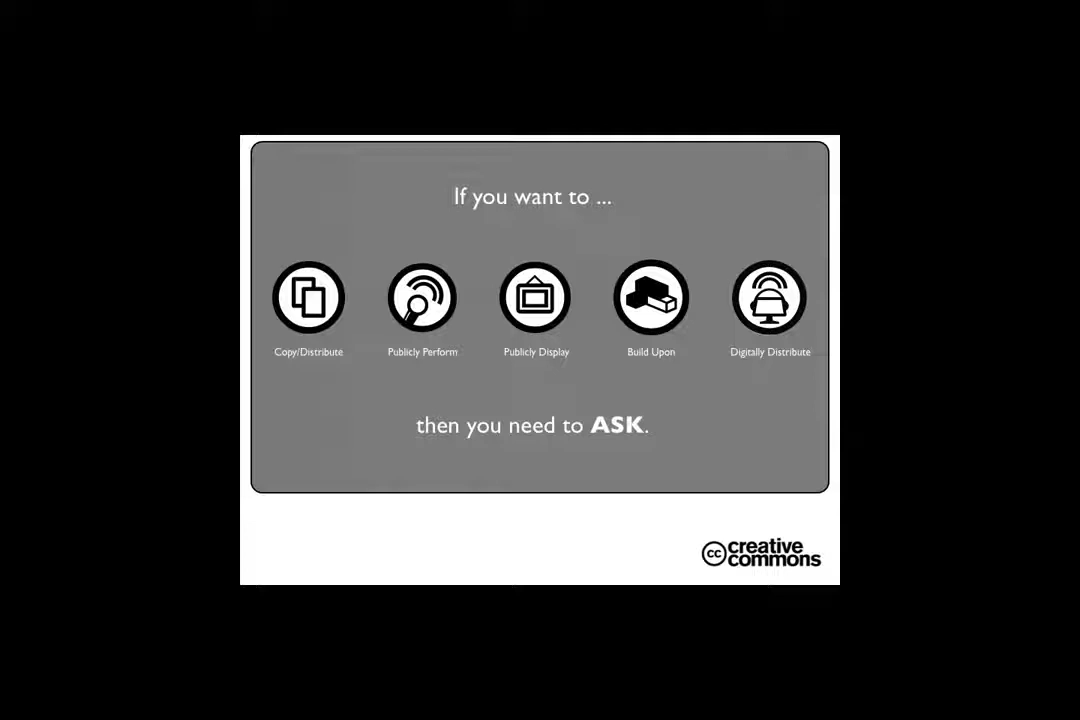 If you want to ...
Copy/Distribute Publicly Perform Publicly Display Build Upon Digitally Distribute
then you need to ASK.
cc creative
commons